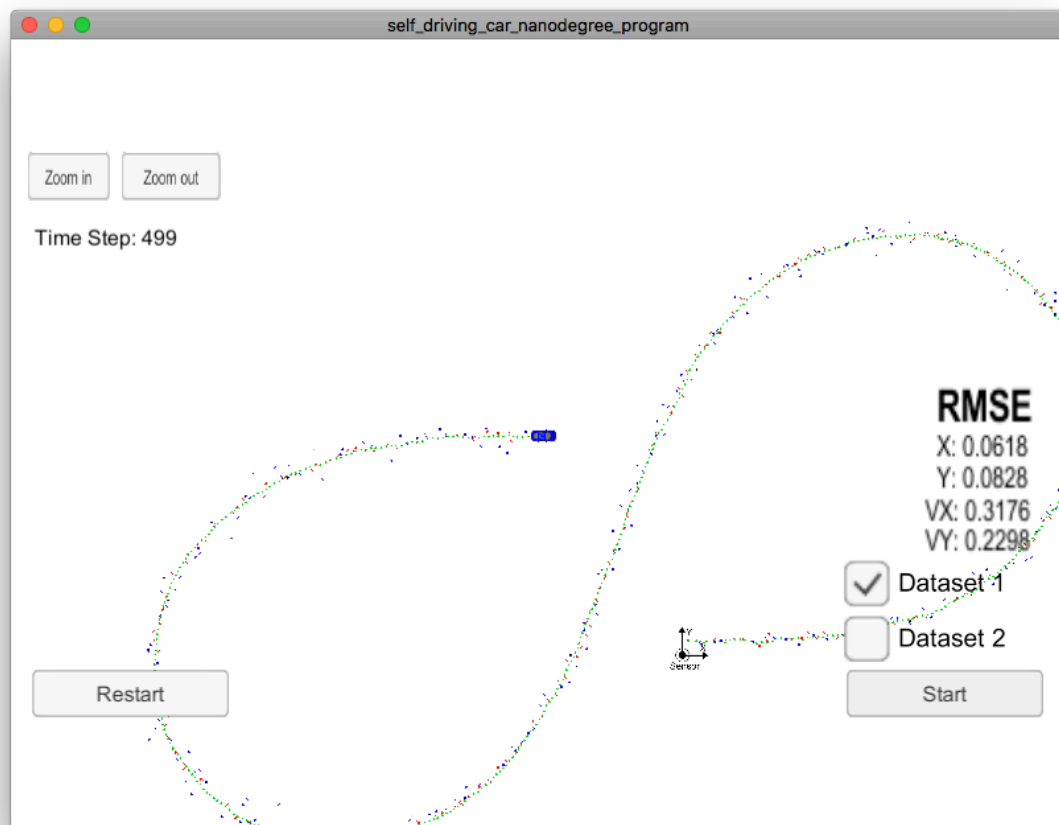 self_driving_car_nanodegree_program
Zoom in
Zoom out
Time Step: 499
RMSE
X: 0.0618
Y: 0.0828
VX: 0.3176
VY: 0.2298
Dataset 1
Dataset 2
Y
X
Sensor
Restart
Start